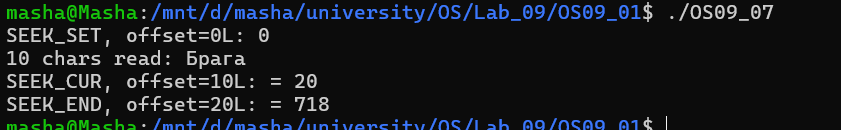 masha@Masha:/mnt/d/masha/university/OS/Lab_09/OS09_01$ ./OS09_07
SEEK_SET, offset=0L: 0
10 chars read: Брага
SEEK_CUR, offset=10L: = 20
SEEK_END, offset=20L: = 718
masha@Masha:/mnt/d/masha/university/OS/Lab_09/OS09_01$